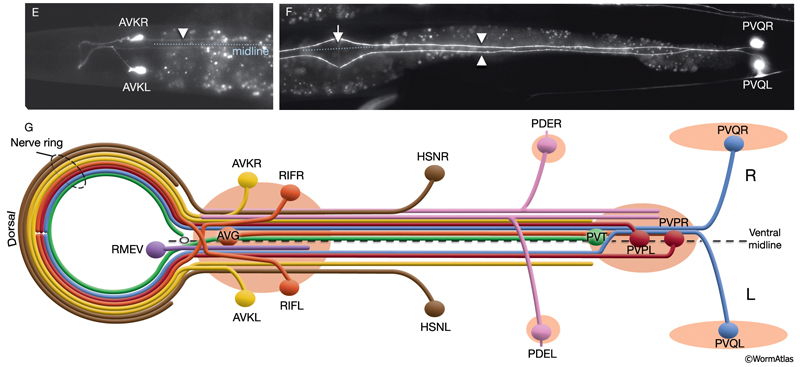 E
AVKR
midline
AVKL
F
PVQR
PVQL
G
Nerve ring
Dorsal
AVKR
RIFR
HSNR
PDER
PVQR
R
AVG
RMEV
PVT
PVPR
PVPL
Ventral
midline
AVKL
RIFL
HSNL
PDEL
L
PVQL
©WormAtlas